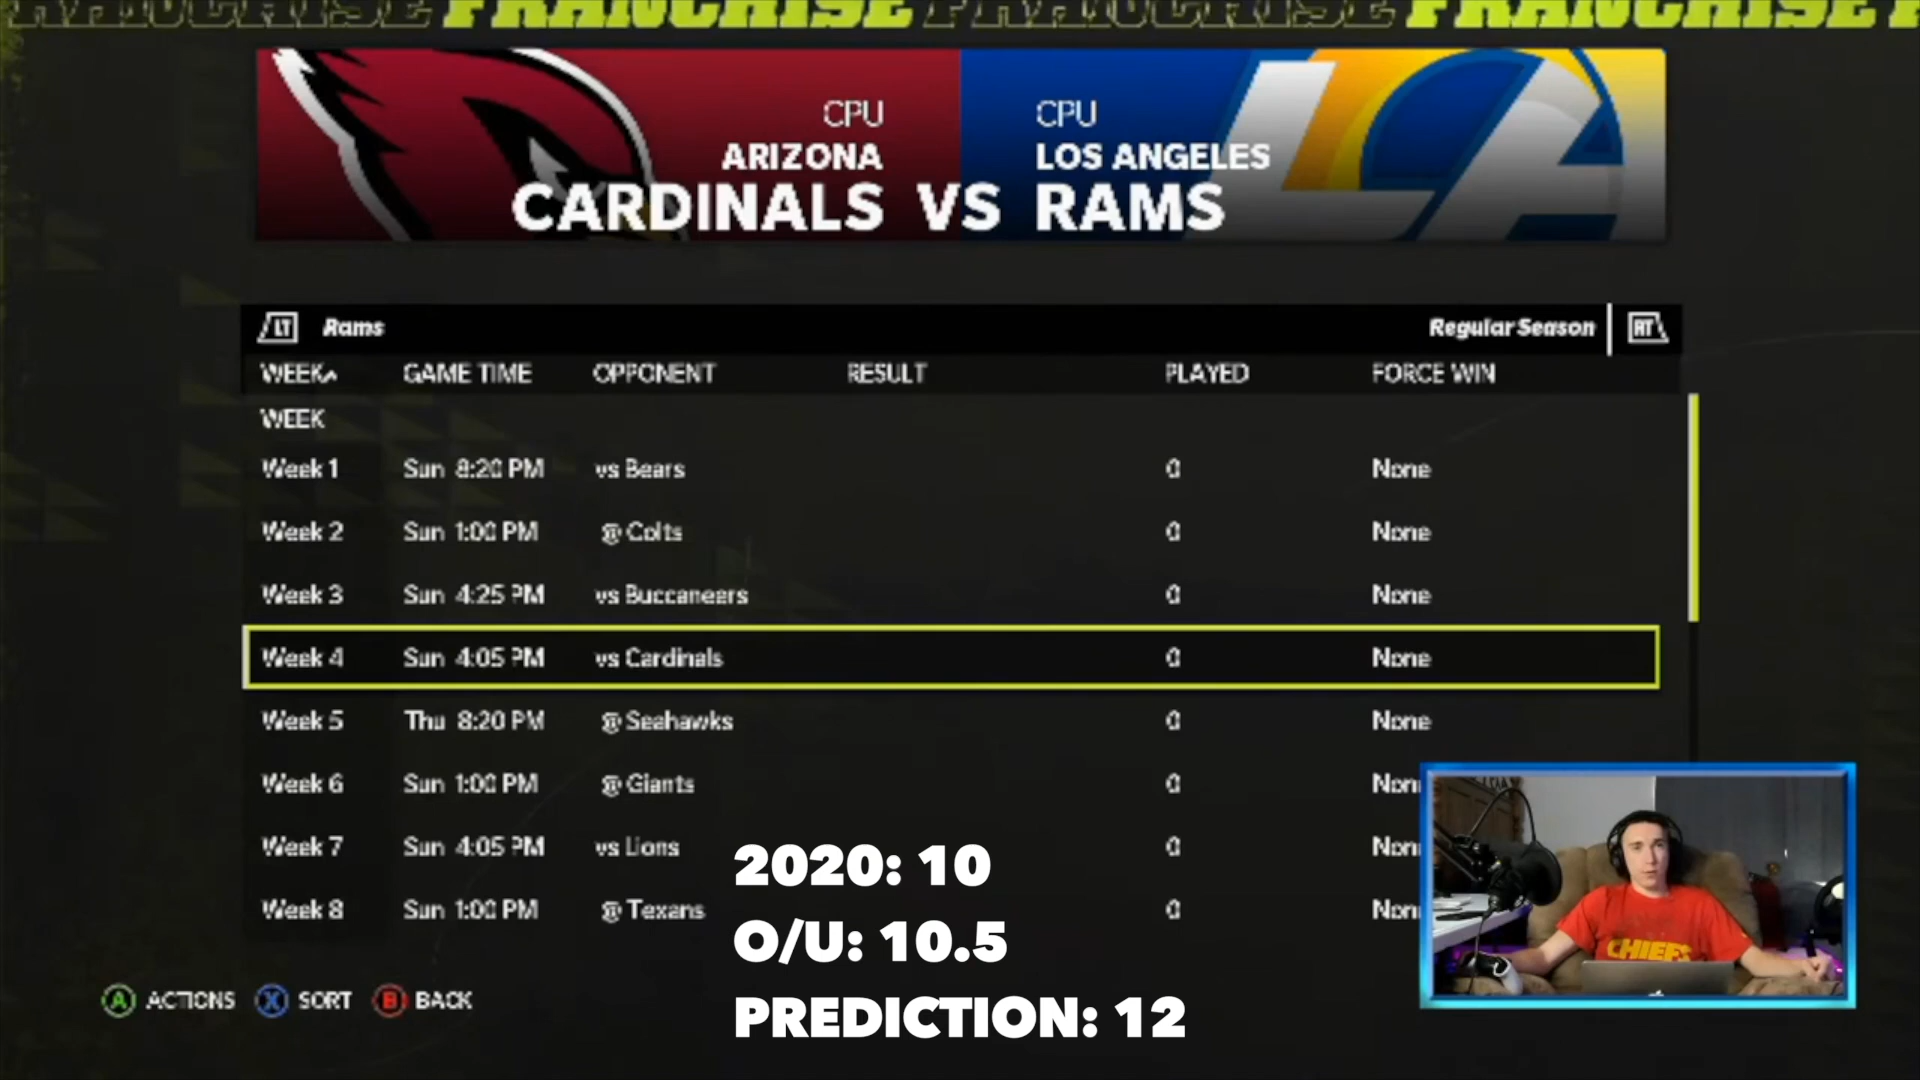 FRANCHISE FRANCHISE FRANCHISE FRANCHISE
CPU
ARIZONA
CARDINALS
VS
CPU
LOS ANGELES
RAMS
LT Rams Regular Season RT
WEEK GAME TIME OPPONENT RESULT PLAYED FORCE WIN
WEEK
Week 1 Sun 8:20 PM vs Bears 0 None
Week 2 Sun 1:00 PM @ Colts 0 None
Week 3 Sun 4:25 PM vs Buccaneers 0 None
Week 4 Sun 4:05 PM vs Cardinals 0 None
Week 5 Thu 8:20 PM @ Seahawks 0 None
Week 6 Sun 1:00 PM @ Giants 0 Non
Week 7 Sun 4:05 PM vs Lions 0 Non
Week 8 Sun 1:00 PM @ Texans 0 Non
2020: 10
O/U: 10.5
PREDICTION: 12
CHIEFS
A ACTIONS X SORT B BACK